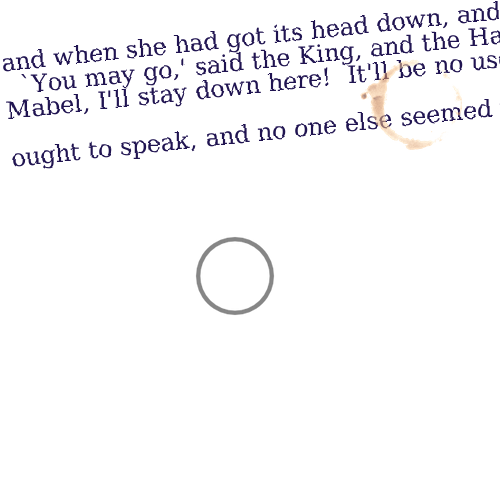 and when she had got its head down, and
`You may go,' said the King, and the Ha
Mabel, I'll stay down here!  It'll be no us
ought to speak, and no one else seemed